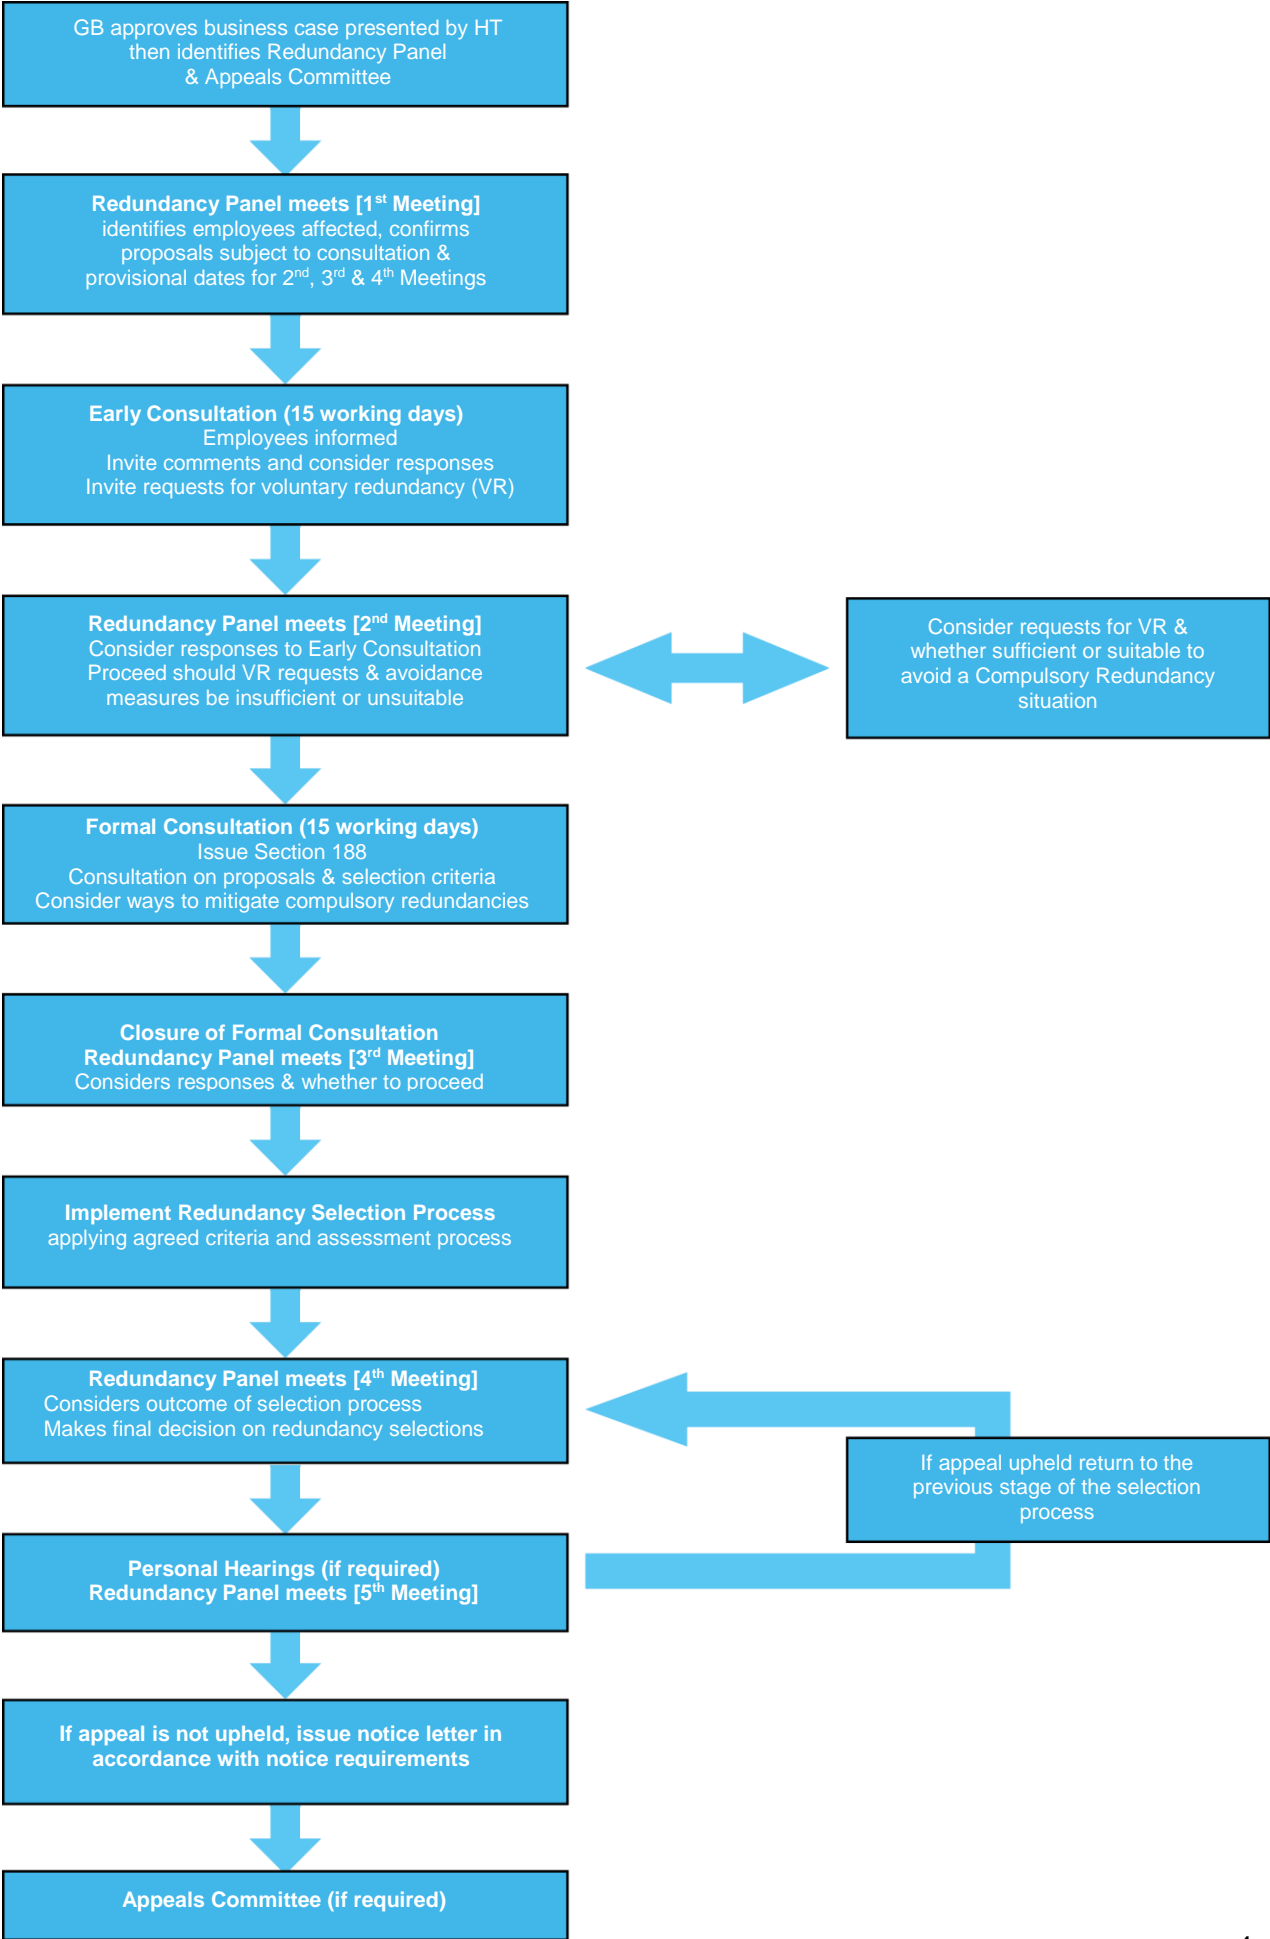 GB approves business case presented by HT
then identifies Redundancy Panel
& Appeals Committee
Redundancy Panel meets [1st Meeting]
identifies employees affected, confirms
proposals subject to consultation &
provisional dates for 2nd, 3rd & 4th Meetings
Early Consultation (15 working days)
Employees informed
Invite comments and consider responses
Invite requests for voluntary redundancy (VR)
Redundancy Panel meets [2nd Meeting]
Consider responses to Early Consultation
Proceed should VR requests & avoidance
measures be insufficient or unsuitable
Consider requests for VR &
whether sufficient or suitable to
avoid a Compulsory Redundancy
situation
Formal Consultation (15 working days)
Issue Section 188
Consultation on proposals & selection criteria
Consider ways to mitigate compulsory redundancies
Closure of Formal Consultation
Redundancy Panel meets [3rd Meeting]
Considers responses & whether to proceed
Implement Redundancy Selection Process
applying agreed criteria and assessment process
Redundancy Panel meets [4th Meeting]
Considers outcome of selection process
Makes final decision on redundancy selections
If appeal upheld return to the
previous stage of the selection
process
Personal Hearings (if required)
Redundancy Panel meets [5th Meeting]
If appeal is not upheld, issue notice letter in
accordance with notice requirements
Appeals Committee (if required)